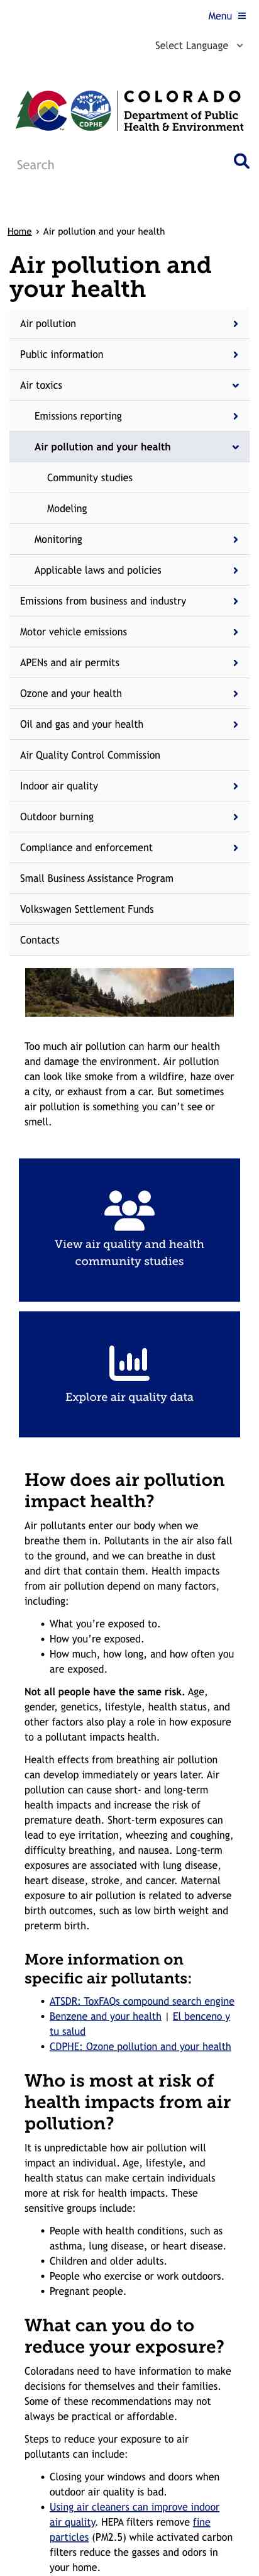 Menu
Select Language
COLORADO
Department of Public
Health & Environment
CDPHE
Search
Home › Air pollution and your health
Air pollution and
your health
Air pollution
Public information
Air toxics
Emissions reporting
Air pollution and your health
Community studies
Modeling
Monitoring
Applicable laws and policies
Emissions from business and industry
Motor vehicle emissions
APENs and air permits
Ozone and your health
Oil and gas and your health
Air Quality Control Commission
Indoor air quality
Outdoor burning
Compliance and enforcement
Small Business Assistance Program
Volkswagen Settlement Funds
Contacts
Too much air pollution can harm our health
and damage the environment. Air pollution
can look like smoke from a wildfire, haze over
a city, or exhaust from a car. But sometimes
air pollution is something you can’t see or
smell.
View air quality and health
community studies
Explore air quality data
How does air pollution
impact health?
Air pollutants enter our body when we
breathe them in. Pollutants in the air also fall
to the ground, and we can breathe in dust
and dirt that contain them. Health impacts
from air pollution depend on many factors,
including:
• What you’re exposed to.
• How you’re exposed.
• How much, how long, and how often you
are exposed.
Not all people have the same risk. Age,
gender, genetics, lifestyle, health status, and
other factors also play a role in how exposure
to a pollutant impacts health.
Health effects from breathing air pollution
can develop immediately or years later. Air
pollution can cause short- and long-term
health impacts and increase the risk of
premature death. Short-term exposures can
lead to eye irritation, wheezing and coughing,
difficulty breathing, and nausea. Long-term
exposures are associated with lung disease,
heart disease, stroke, and cancer. Maternal
exposure to air pollution is related to adverse
birth outcomes, such as low birth weight and
preterm birth.
More information on
specific air pollutants:
• ATSDR: ToxFAQs compound search engine
• Benzene and your health | El benceno y
tu salud
• CDPHE: Ozone pollution and your health
Who is most at risk of
health impacts from air
pollution?
It is unpredictable how air pollution will
impact an individual. Age, lifestyle, and
health status can make certain individuals
more at risk for health impacts. These
sensitive groups include:
• People with health conditions, such as
asthma, lung disease, or heart disease.
• Children and older adults.
• People who exercise or work outdoors.
• Pregnant people.
What can you do to
reduce your exposure?
Coloradans need to have information to make
decisions for themselves and their families.
Some of these recommendations may not
always be practical or affordable.
Steps to reduce your exposure to air
pollutants can include:
• Closing your windows and doors when
outdoor air quality is bad.
• Using air cleaners can improve indoor
air quality. HEPA filters remove fine
particles (PM2.5) while activated carbon
filters reduce the gasses and odors in
your home.